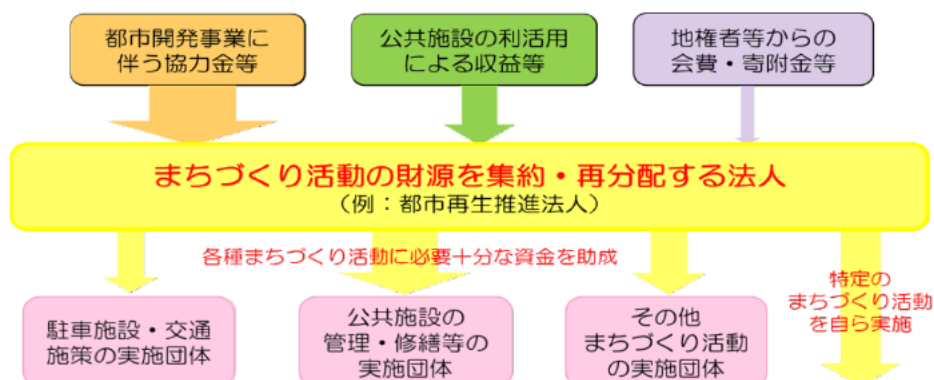 都市開発事業に
伴う協力金等
公共施設の利活用
による収益等
地権者等からの
会費・寄附金等
まちづくり活動の財源を集約・再分配する法人
（例：都市再生推進法人）
各種まちづくり活動に必要十分な資金を助成
特定の
まちづくり活動
を自ら実施
駐車施設・交通
施策の実施団体
公共施設の
管理・修繕等の
実施団体
その他
まちづくり活動
の実施団体